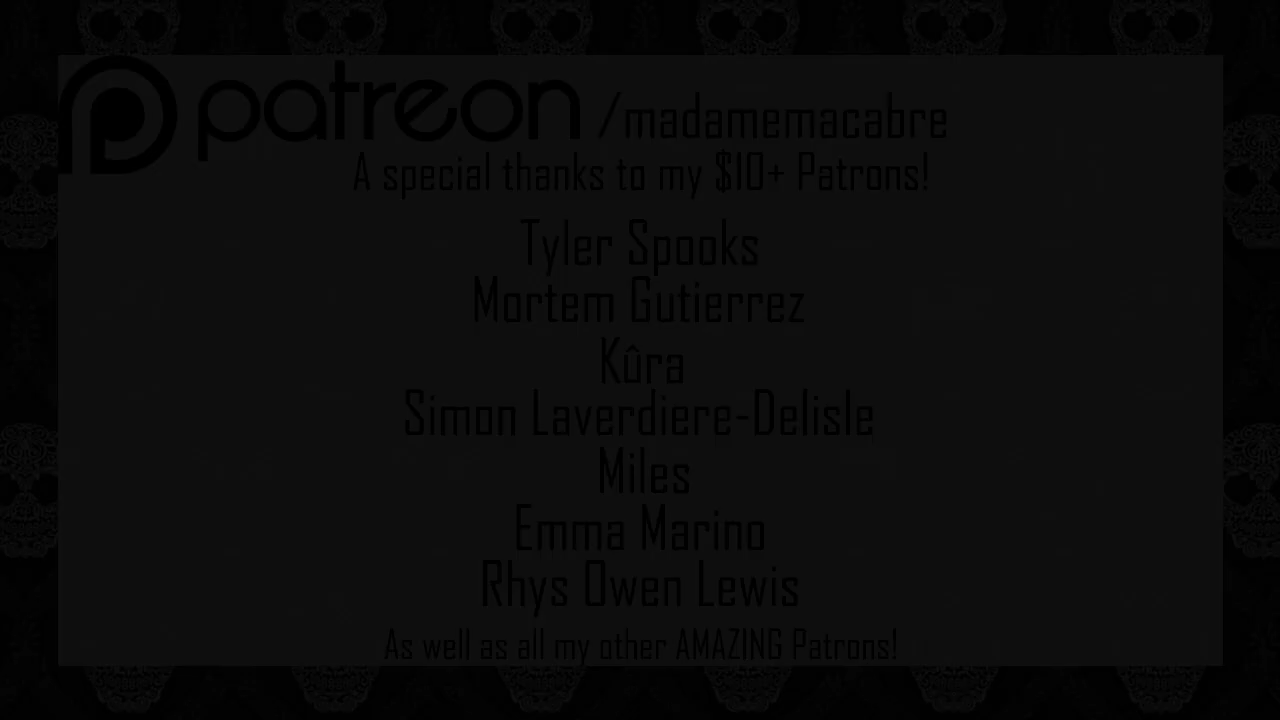 patreon /madamemacabre
A special thanks to my $10+ Patrons!
Tyler Spooks
Mortem Gutierrez
Kûra
Simon Laverdiere-Delisle
Miles
Emma Marino
Rhys Owen Lewis
As well as all my other AMAZING Patrons!